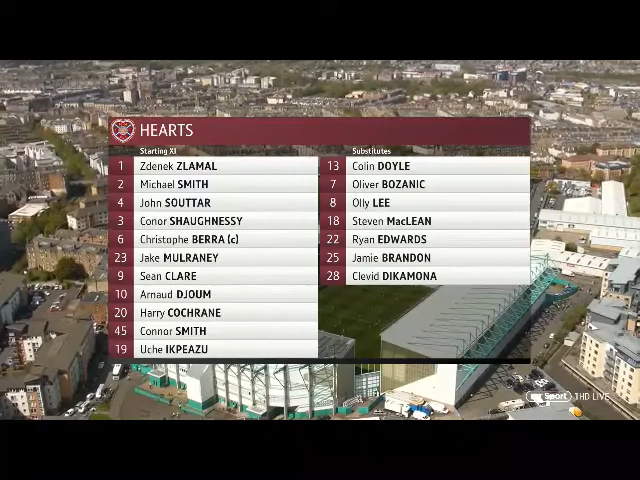 HEARTS
Starting XI
1 Zdenek ZLAMAL
2 Michael SMITH
4 John SOUTTAR
3 Conor SHAUGHNESSY
6 Christophe BERRA (c)
23 Jake MULRANEY
9 Sean CLARE
10 Arnaud DJOUM
20 Harry COCHRANE
45 Connor SMITH
19 Uche IKPEAZU
Substitutes
13 Colin DOYLE
7 Oliver BOZANIC
8 Olly LEE
18 Steven MacLEAN
22 Ryan EDWARDS
25 Jamie BRANDON
28 Clevid DIKAMONA
BT Sport 1HD LIVE